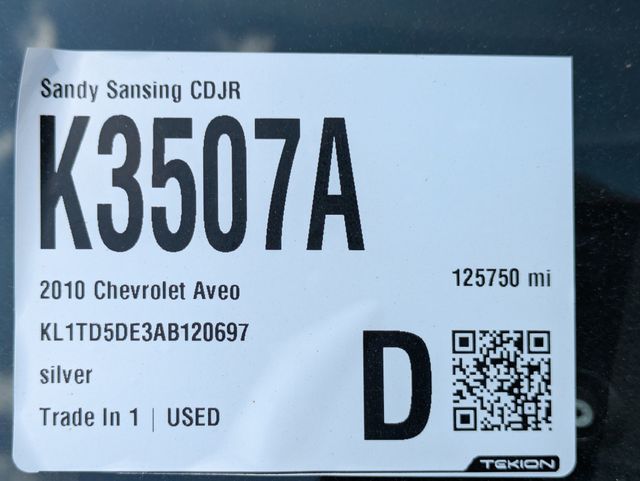 Sandy Sansing CDJR
K3507A
2010 Chevrolet Aveo
125750 mi
KL1TD5DE3AB120697
silver
Trade In 1 | USED
D
TEKION